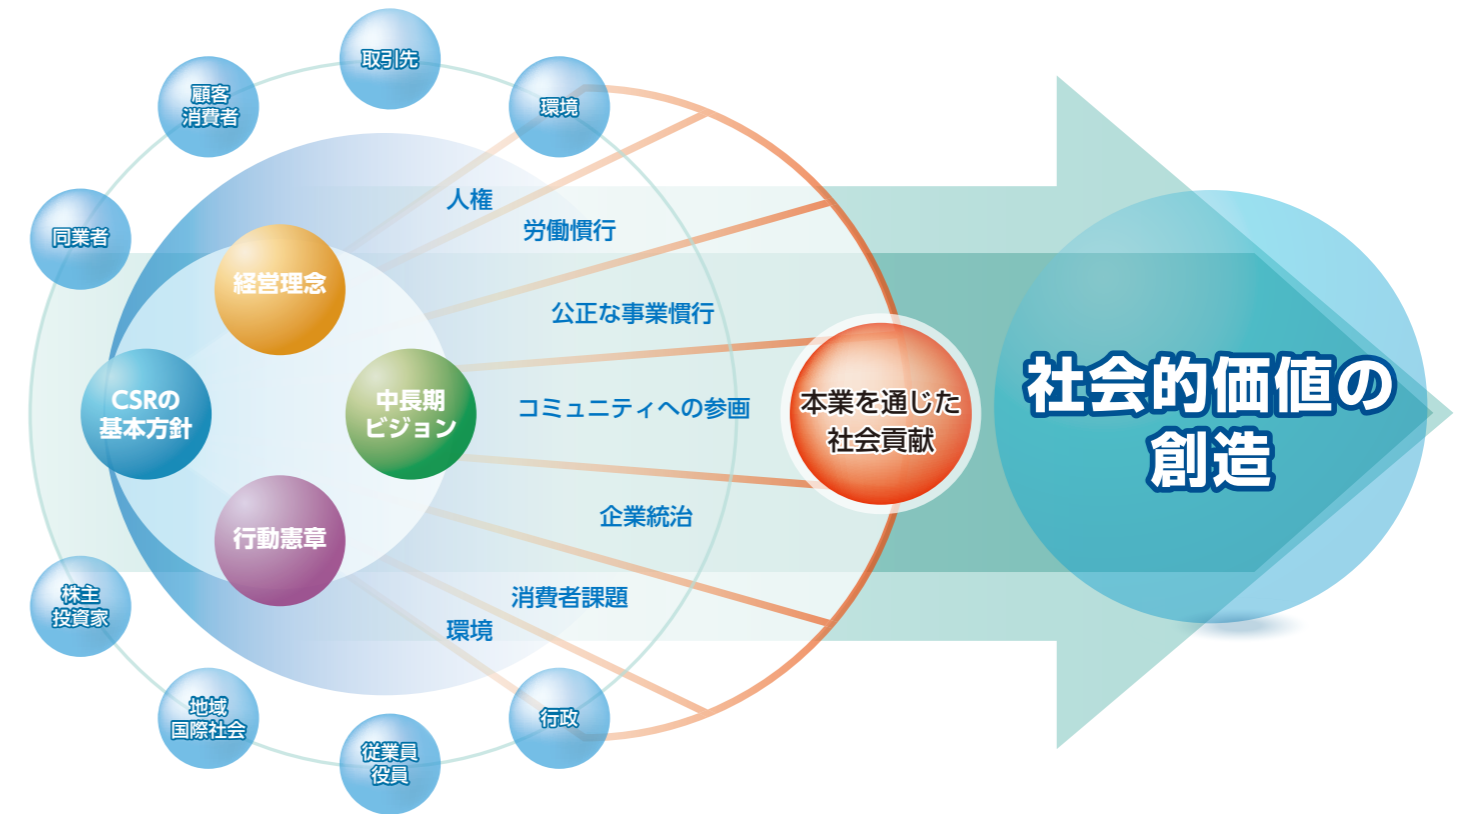 取引先
顧客
消費者
環境
同業者
人権
労働慣行
経営理念
公正な事業慣行
CSRの
基本方針
中長期
ビジョン
コミュニティへの参画
本業を通じた
社会貢献
社会的価値の
創造
行動憲章
企業統治
消費者課題
環境
株主
投資家
地域
国際社会
従業員
役員
行政